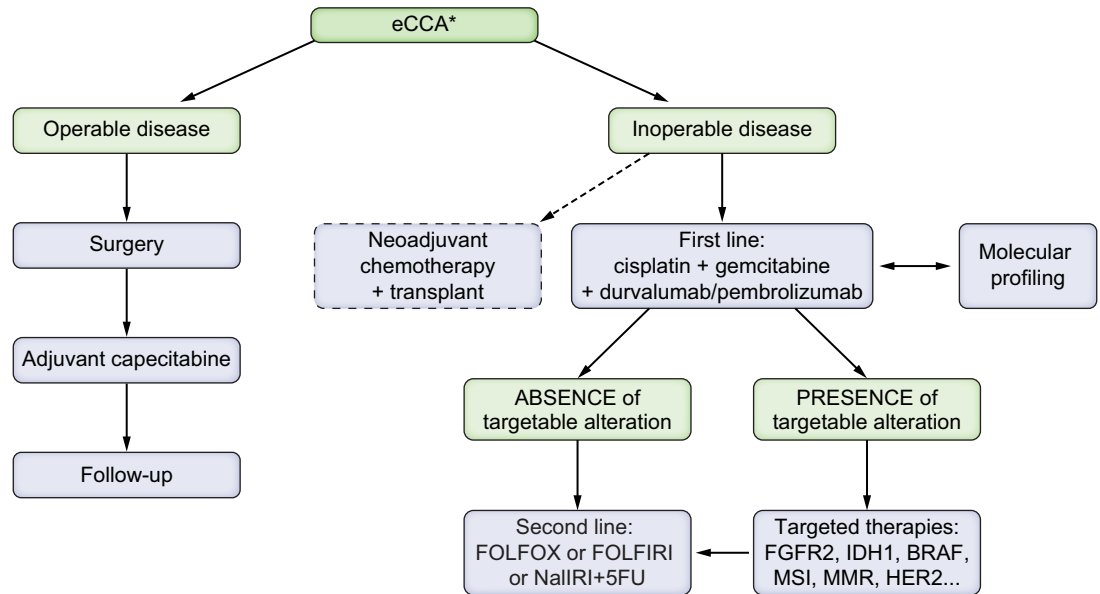 eCCA*
Operable disease
Inoperable disease
Surgery
Neoadjuvant
chemotherapy
+ transplant
First line:
cisplatin + gemcitabine
+ durvalumab/pembrolizumab
Molecular
profiling
Adjuvant capecitabine
ABSENCE of
targetable alteration
PRESENCE of
targetable alteration
Follow-up
Second line:
FOLFOX or FOLFIRI
or NalIRI+5FU
Targeted therapies:
FGFR2, IDH1, BRAF,
MSI, MMR, HER2...